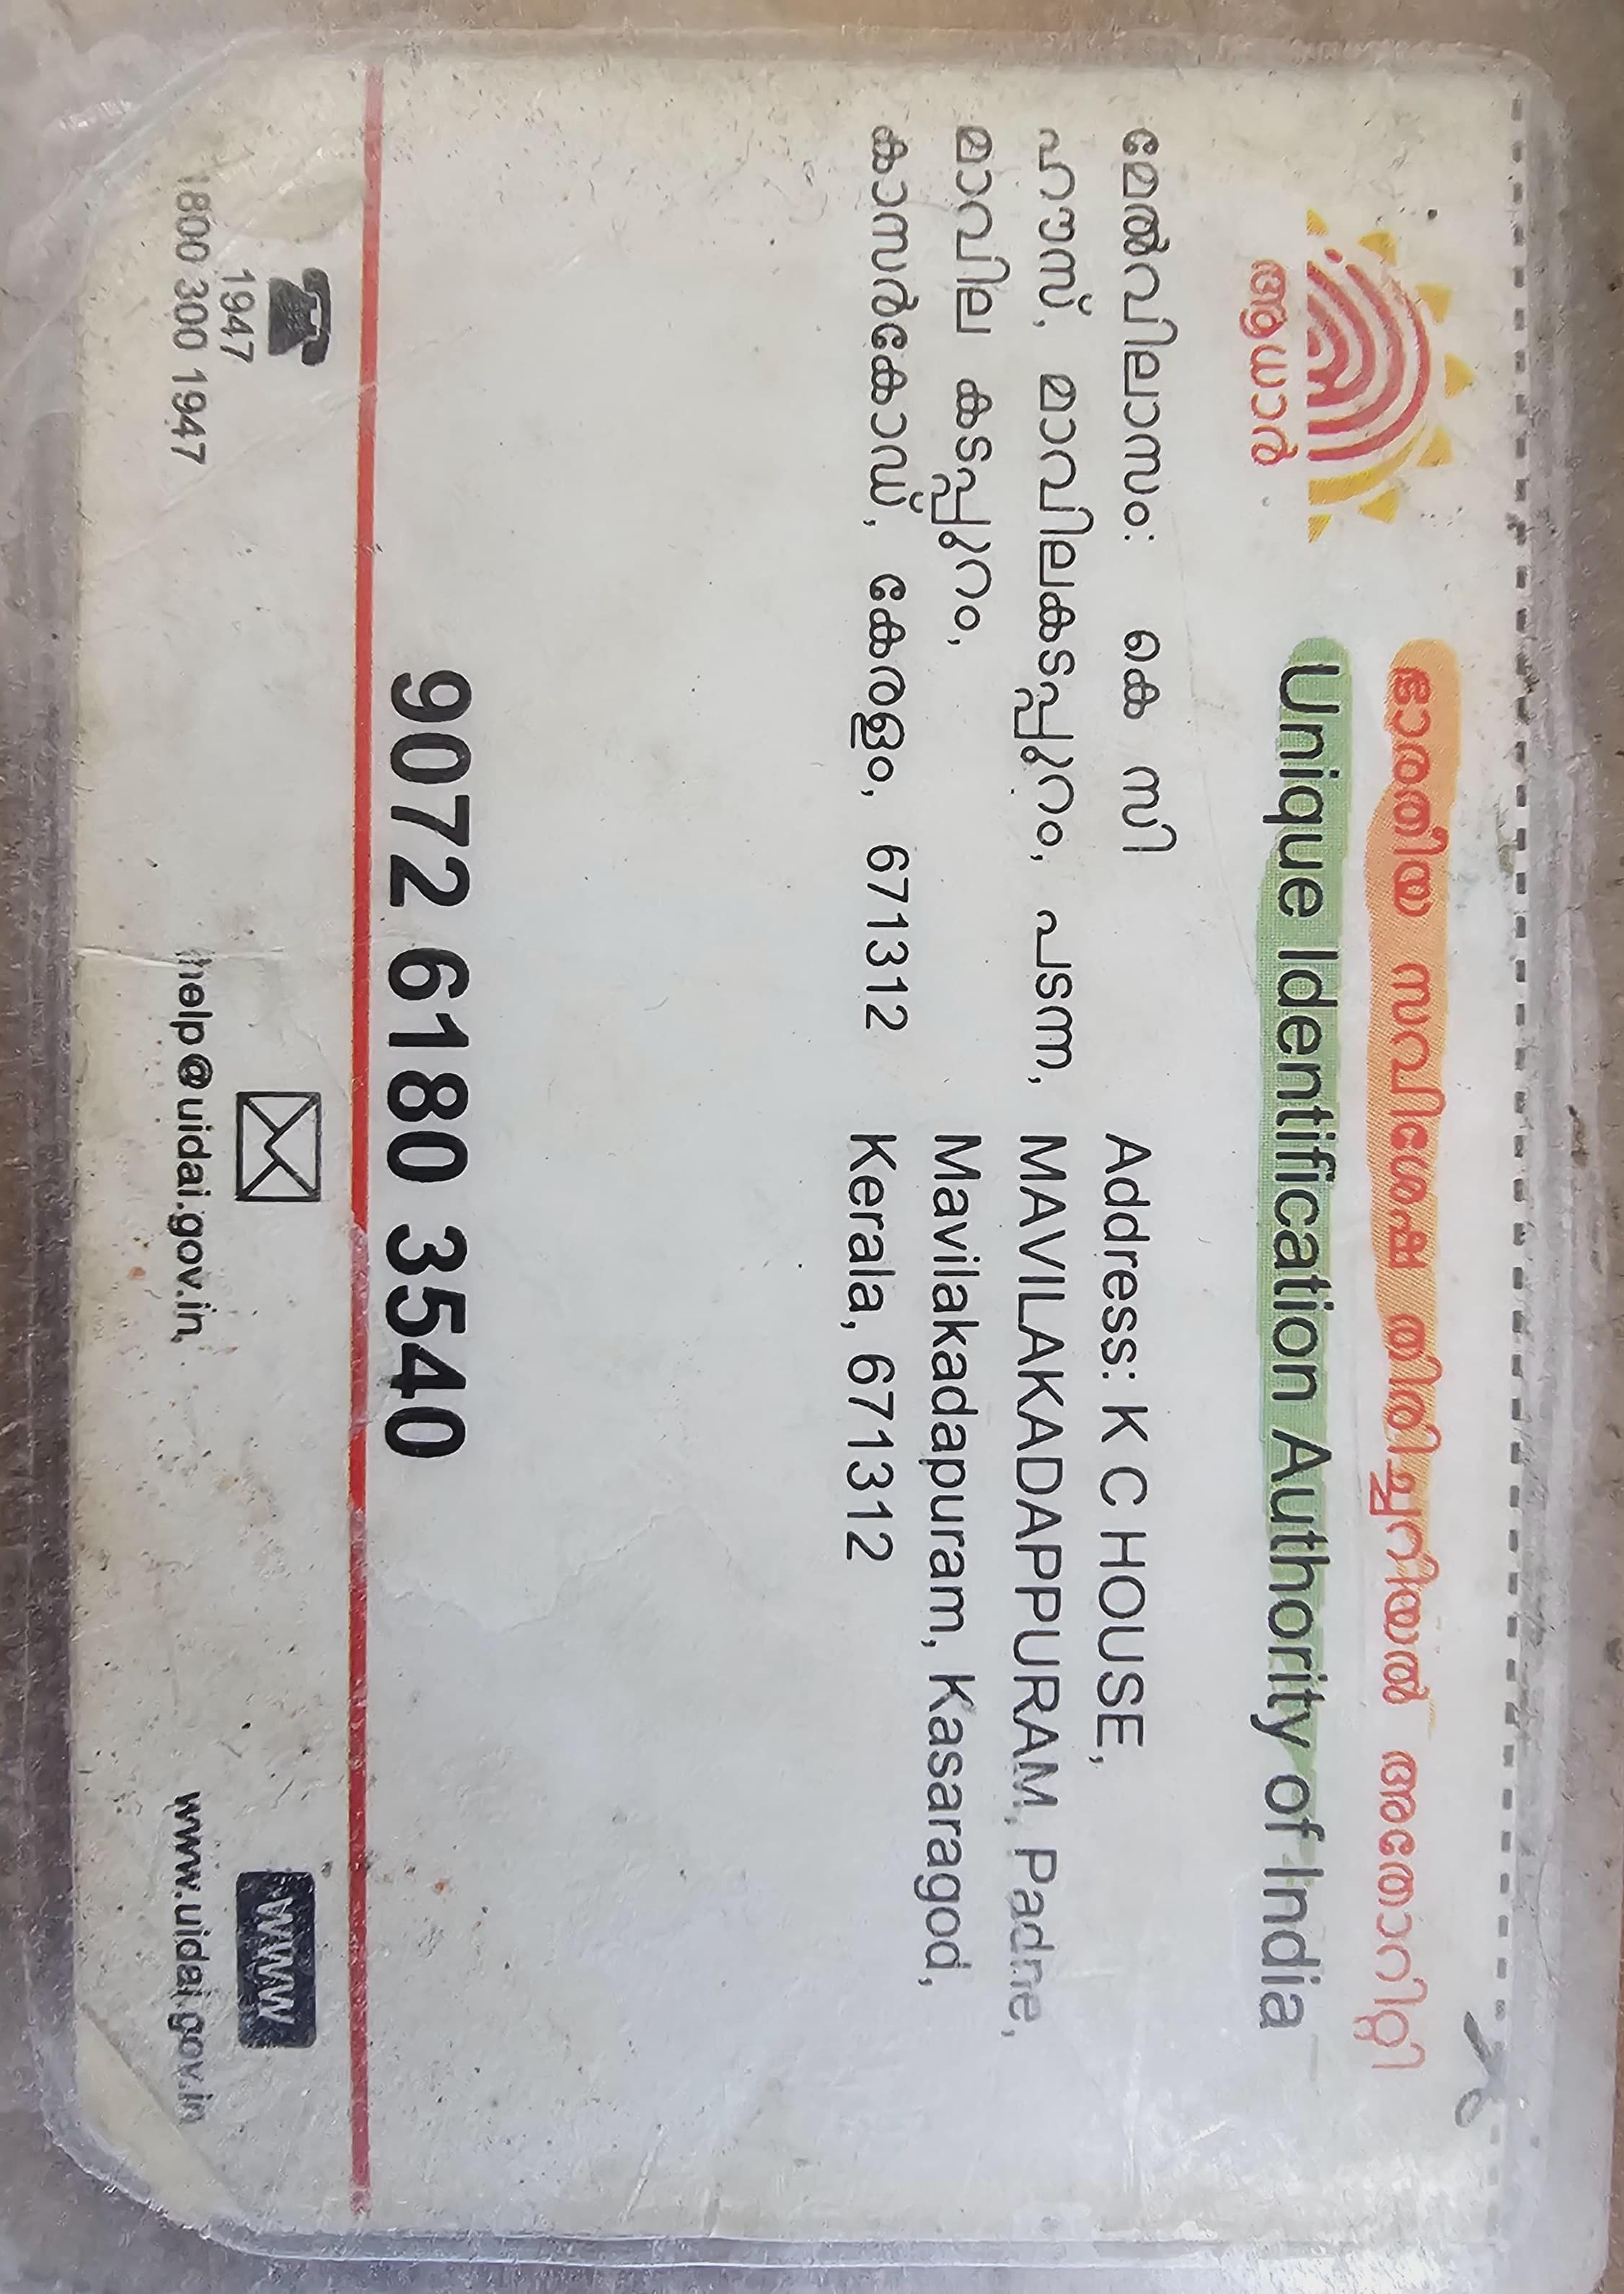 ഭാരതീയ സവിശേഷ തിരിച്ചറിയൽ അതോറിറ്റി
Unique Identification Authority of India
ആധാർ
മേൽവിലാസം: കെ സി
ഹൗസ്, മാവിലകടപ്പുറം, പടന്ന,
മാവില കടപ്പുറം,
കാസർകോഡ്, കേരളം, 671312
Address: K C HOUSE,
MAVILAKADAPPURAM, Padne,
Mavilakadapuram, Kasaragod,
Kerala, 671312
9072 6180 3540
1947
1800 300 1947
help@uidai.gov.in
WWW
www.uidai.gov.in